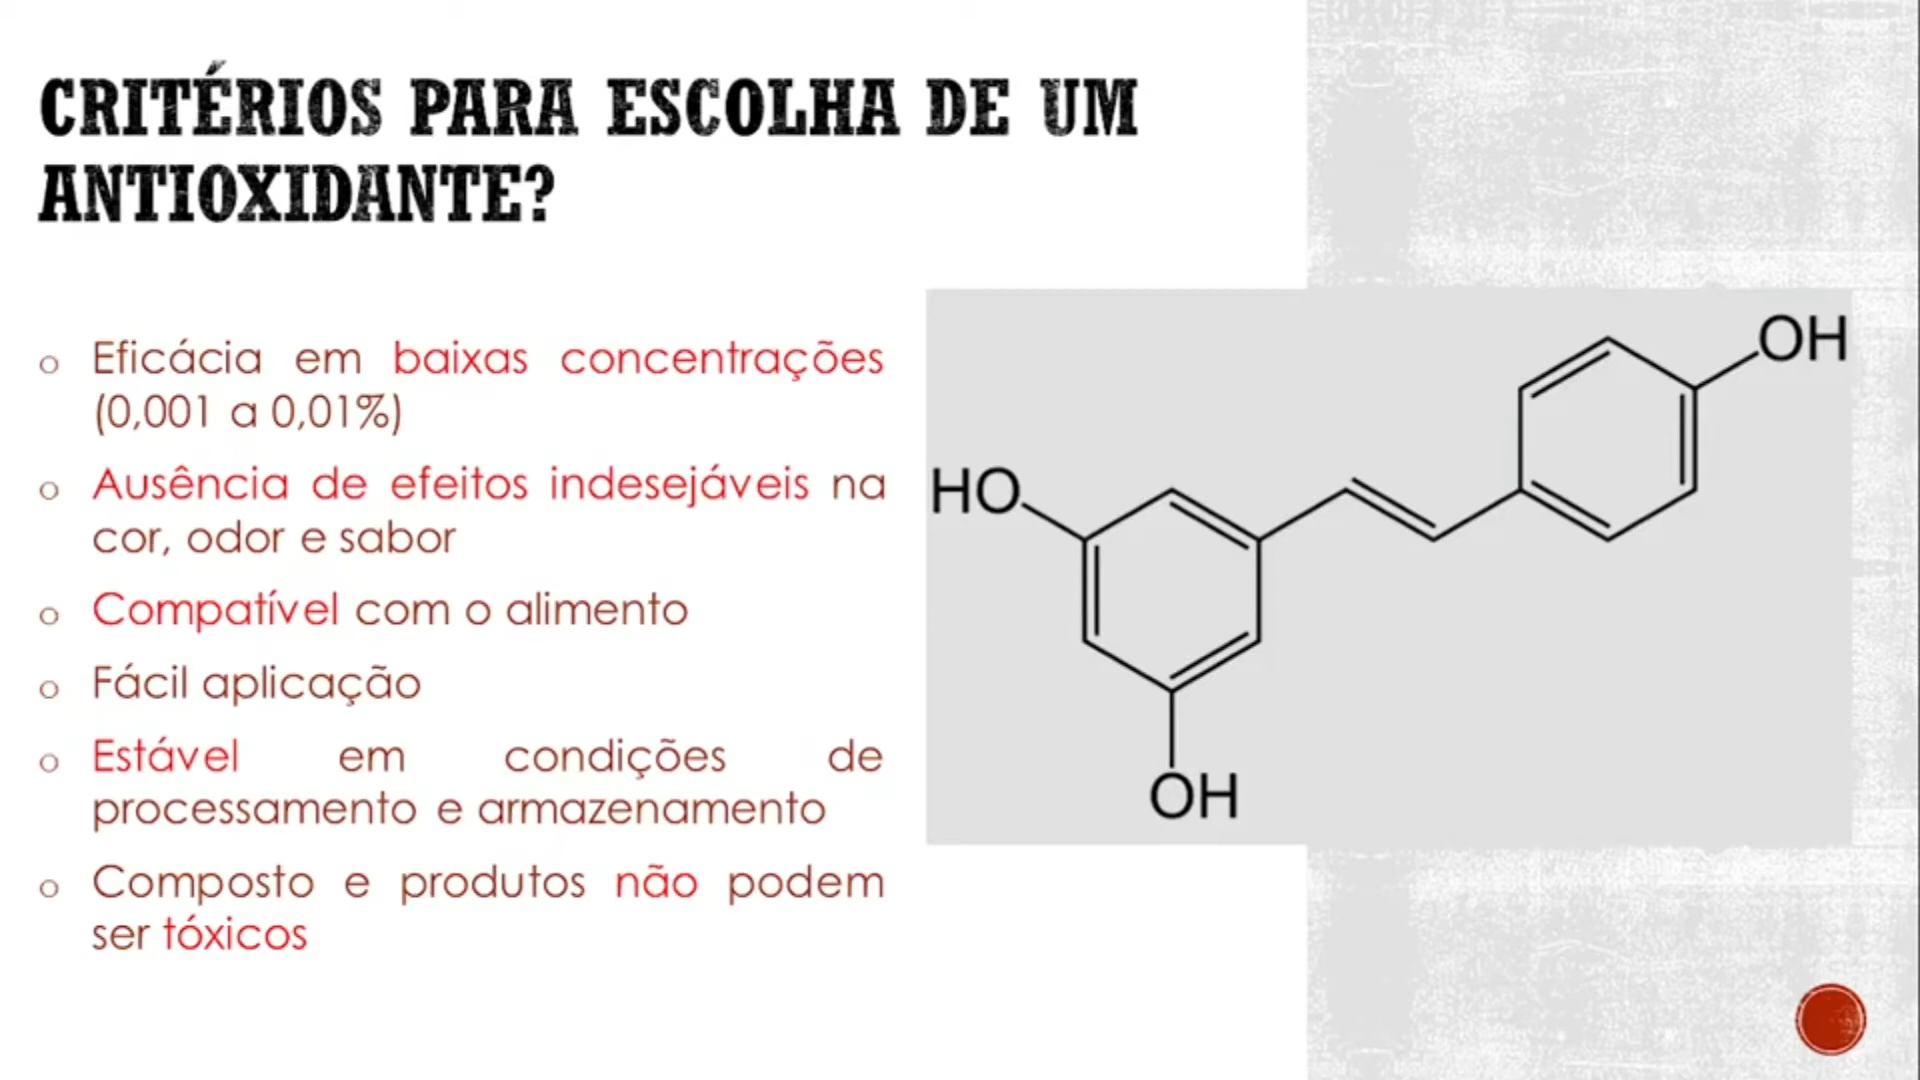 CRITÉRIOS PARA ESCOLHA DE UM
ANTIOXIDANTE?
o Eficácia em baixas concentrações
(0,001 a 0,01%)
o Ausência de efeitos indesejáveis na
cor, odor e sabor
o Compatível com o alimento
o Fácil aplicação
o Estável em condições de
processamento e armazenamento
o Composto e produtos não podem
ser tóxicos
OH
HO
OH